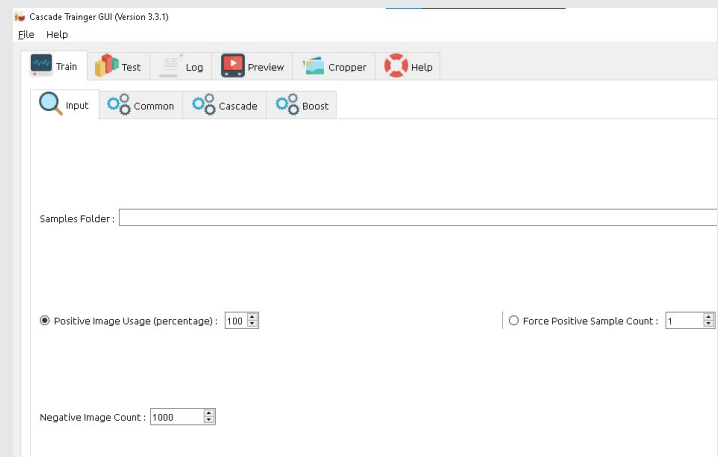 Cascade Trainger GUI (Version 3.3.1)
File Help
Train Test Log Preview Cropper Help
Input Common Cascade Boost
Samples Folder :
Positive Image Usage (percentage) : 100 Force Positive Sample Count : 1
Negative Image Count : 1000